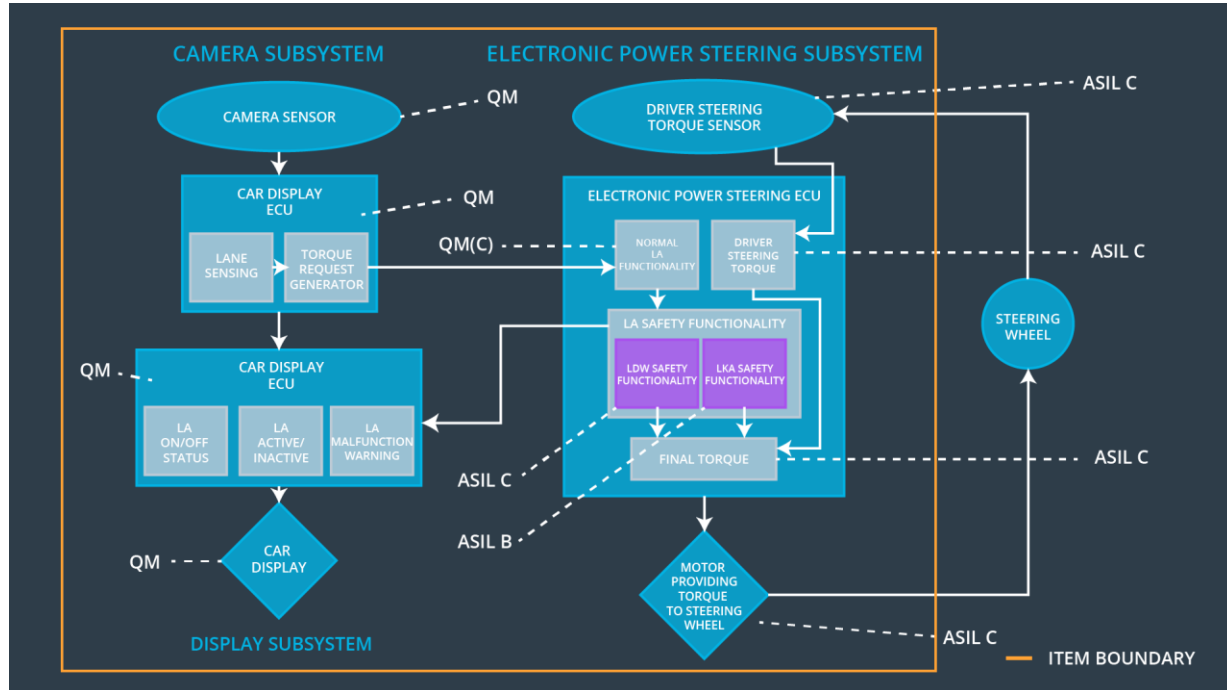 CAMERA SUBSYSTEM
ELECTRONIC POWER STEERING SUBSYSTEM
CAMERA SENSOR
QM
DRIVER STEERING
TORQUE SENSOR
ASIL C
CAR DISPLAY
ECU
QM
LANE
SENSING
TORQUE
REQUEST
GENERATOR
QM(C)
ELECTRONIC POWER STEERING ECU
NORMAL
LA
FUNCTIONALITY
DRIVER
STEERING
TORQUE
ASIL C
STEERING
WHEEL
LA SAFETY FUNCTIONALITY
LDW SAFETY
FUNCTIONALITY
LKA SAFETY
FUNCTIONALITY
QM
CAR DISPLAY
ECU
LA
ON/OFF
STATUS
LA
ACTIVE/
INACTIVE
LA
MALFUNCTION
WARNING
FINAL TORQUE
ASIL C
ASIL C
ASIL B
QM
CAR
DISPLAY
MOTOR
PROVIDING
TORQUE
TO STEERING
WHEEL
ASIL C
DISPLAY SUBSYSTEM
ITEM BOUNDARY